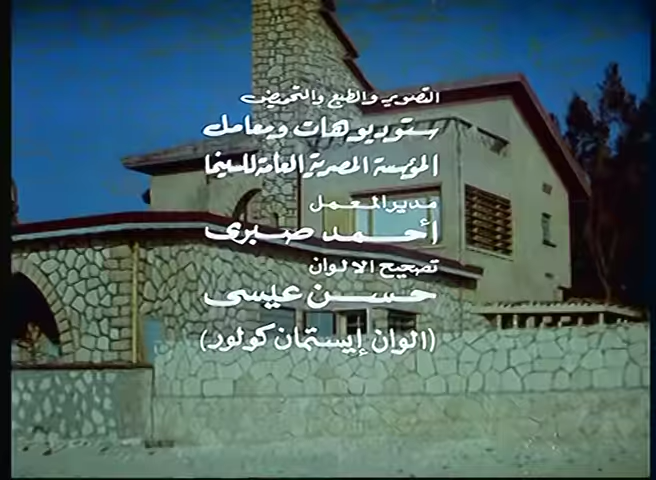 التصوير والطبع والتحميض
ستوديوهات ومعامل
المؤسسة المصرية العامة للسينما
مدير المعمل
أحمد صبرى
تصحيح الالوان
حسن عيسى
(الوان إيستمان كولور)